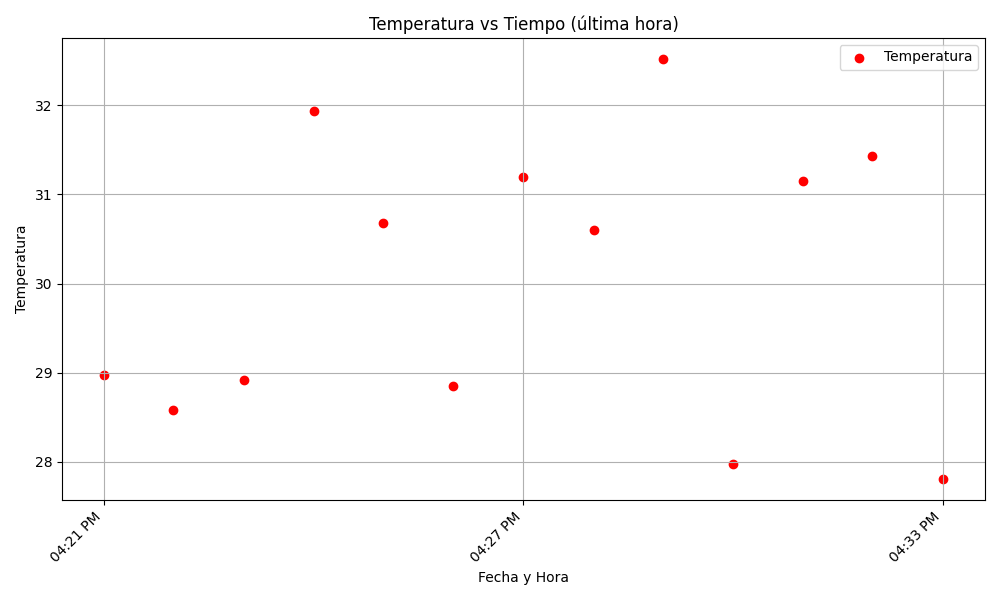 Temperatura vs Tiempo (última hora)
Temperatura
32
31
30
29
28
Temperatura
04:21 PM
04:27 PM
04:33 PM
Fecha y Hora